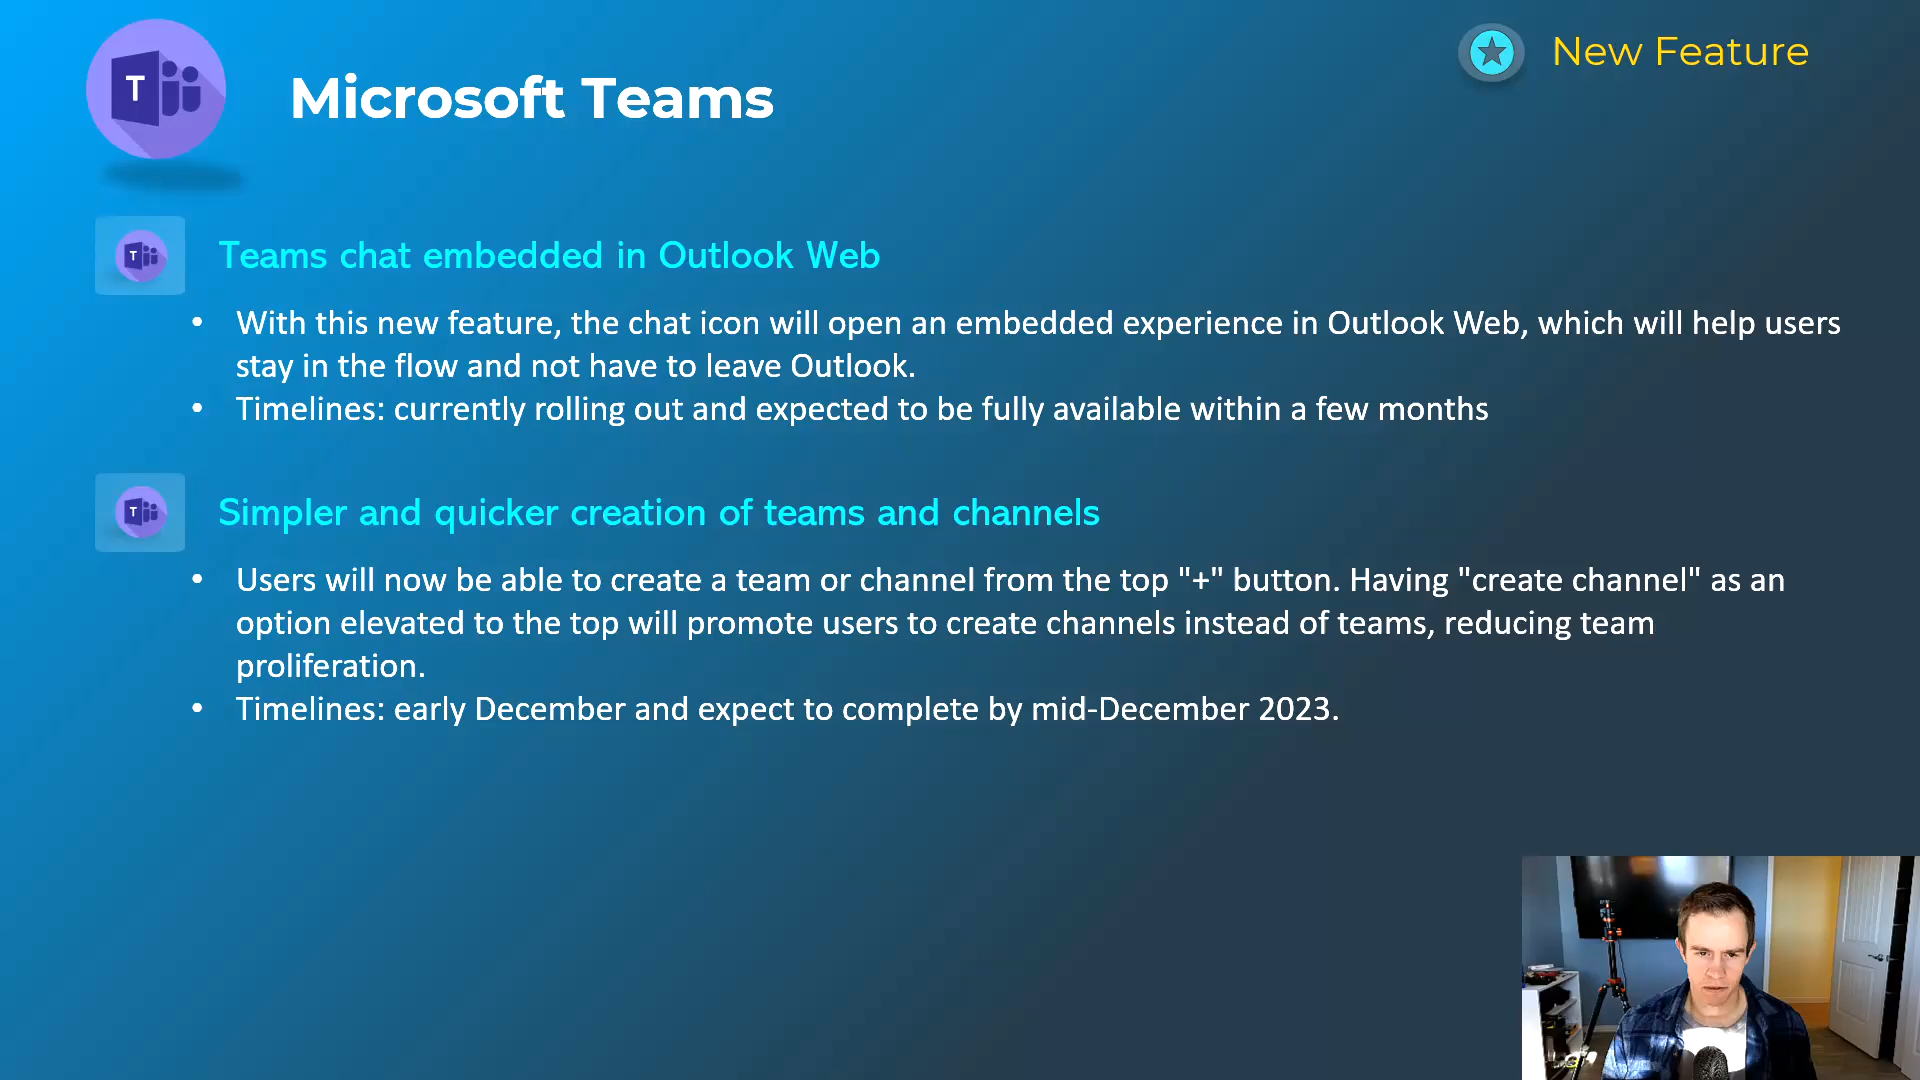 T
Microsoft Teams
New Feature
T
Teams chat embedded in Outlook Web
• With this new feature, the chat icon will open an embedded experience in Outlook Web, which will help users
stay in the flow and not have to leave Outlook.
• Timelines: currently rolling out and expected to be fully available within a few months
T
Simpler and quicker creation of teams and channels
• Users will now be able to create a team or channel from the top "+" button. Having "create channel" as an
option elevated to the top will promote users to create channels instead of teams, reducing team
proliferation.
• Timelines: early December and expect to complete by mid-December 2023.